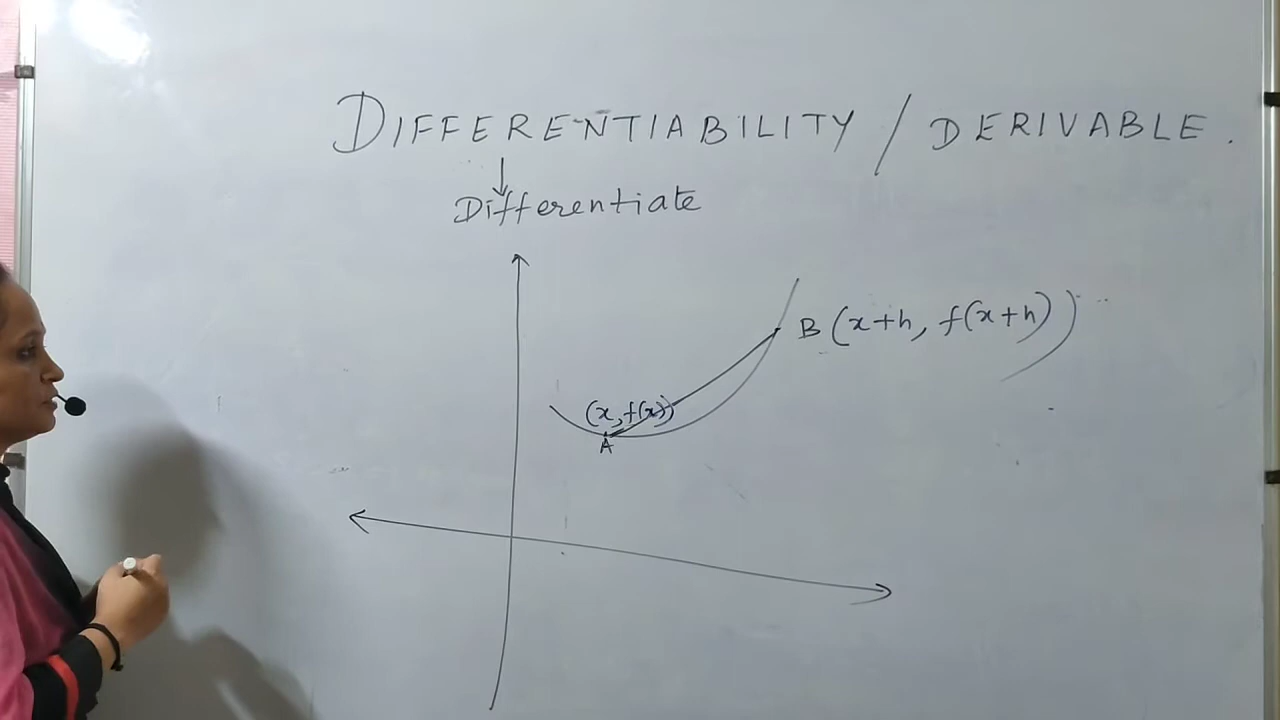 DIFFERENTIABILITY / DERIVABLE.
Differentiate
B (x+h, f(x+h))
(x, f(x))
A